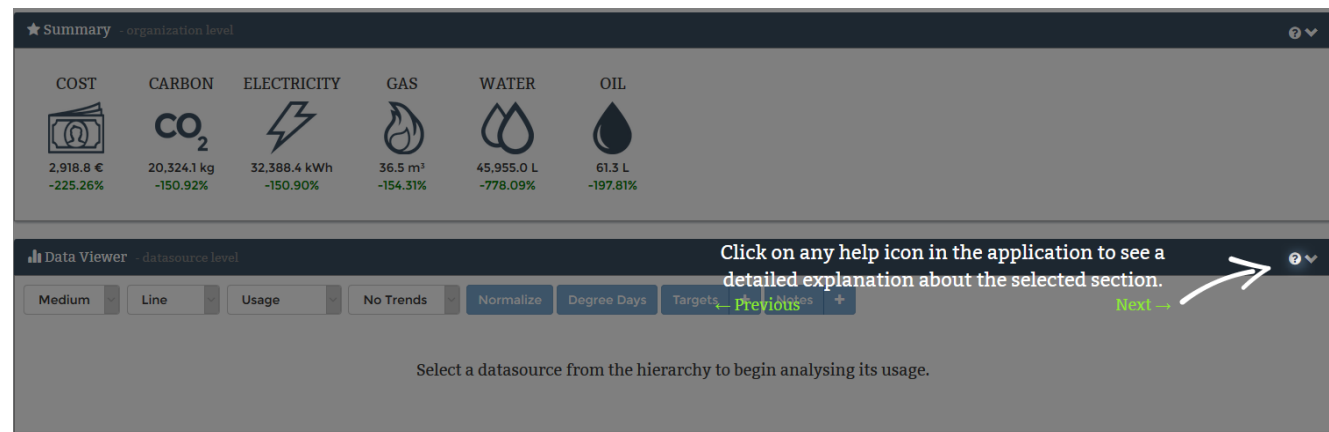 Summary - organization level
COST CARBON ELECTRICITY GAS WATER OIL
CO2
2,918.8 € 20,324.1 kg 32,388.4 kWh 36.5 m³ 45,955.0 L 61.3 L
-225.26% -150.92% -150.90% -154.31% -778.09% -197.81%
Data Viewer - datasource level
Click on any help icon in the application to see a
detailed explanation about the selected section.
← Previous Next →
Medium Line Usage No Trends Normalize Degree Days Targets + Notes +
Select a datasource from the hierarchy to begin analysing its usage.